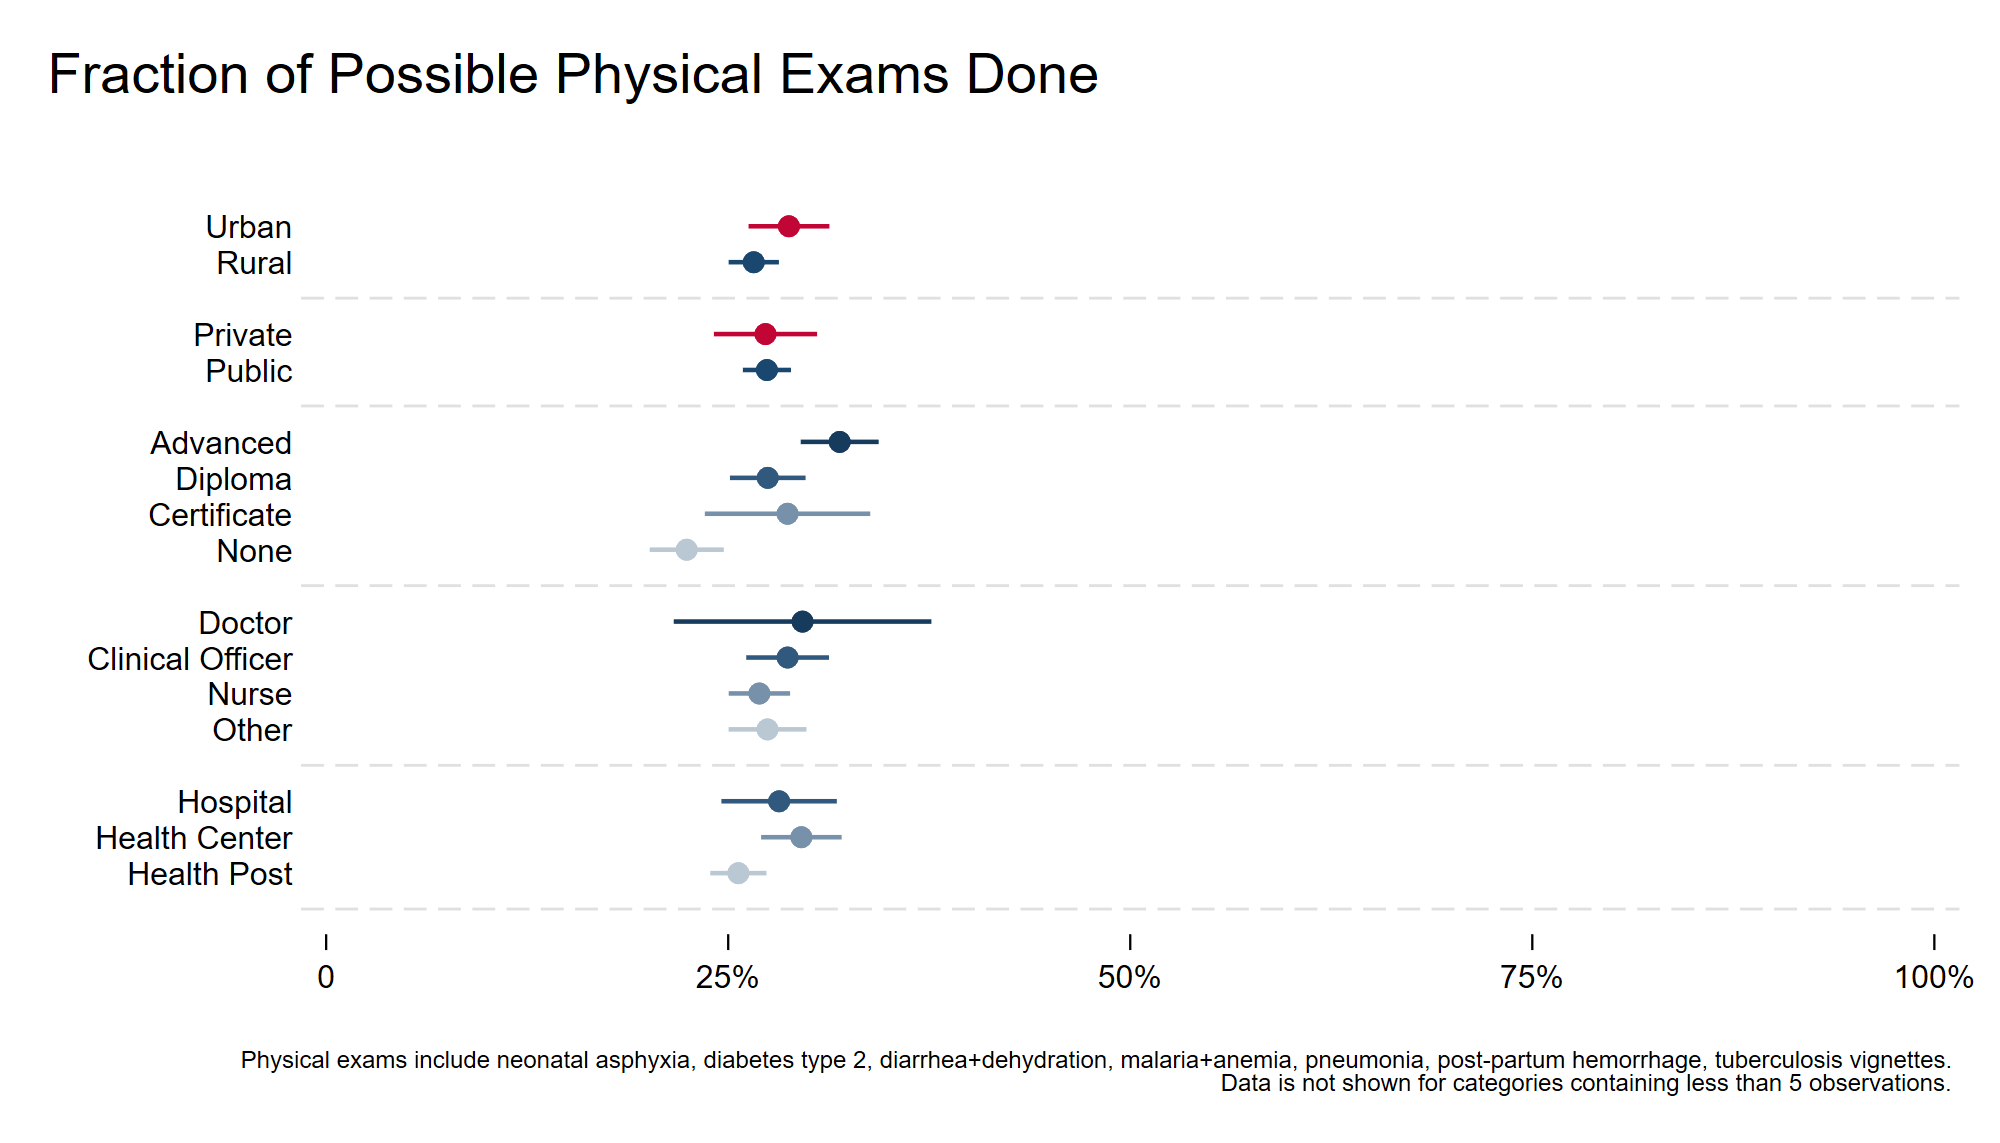 Fraction of Possible Physical Exams Done
Urban
Rural
Private
Public
Advanced
Diploma
Certificate
None
Doctor
Clinical Officer
Nurse
Other
Hospital
Health Center
Health Post
0 25% 50% 75% 100%
Physical exams include neonatal asphyxia, diabetes type 2, diarrhea+dehydration, malaria+anemia, pneumonia, post-partum hemorrhage, tuberculosis vignettes.
Data is not shown for categories containing less than 5 observations.